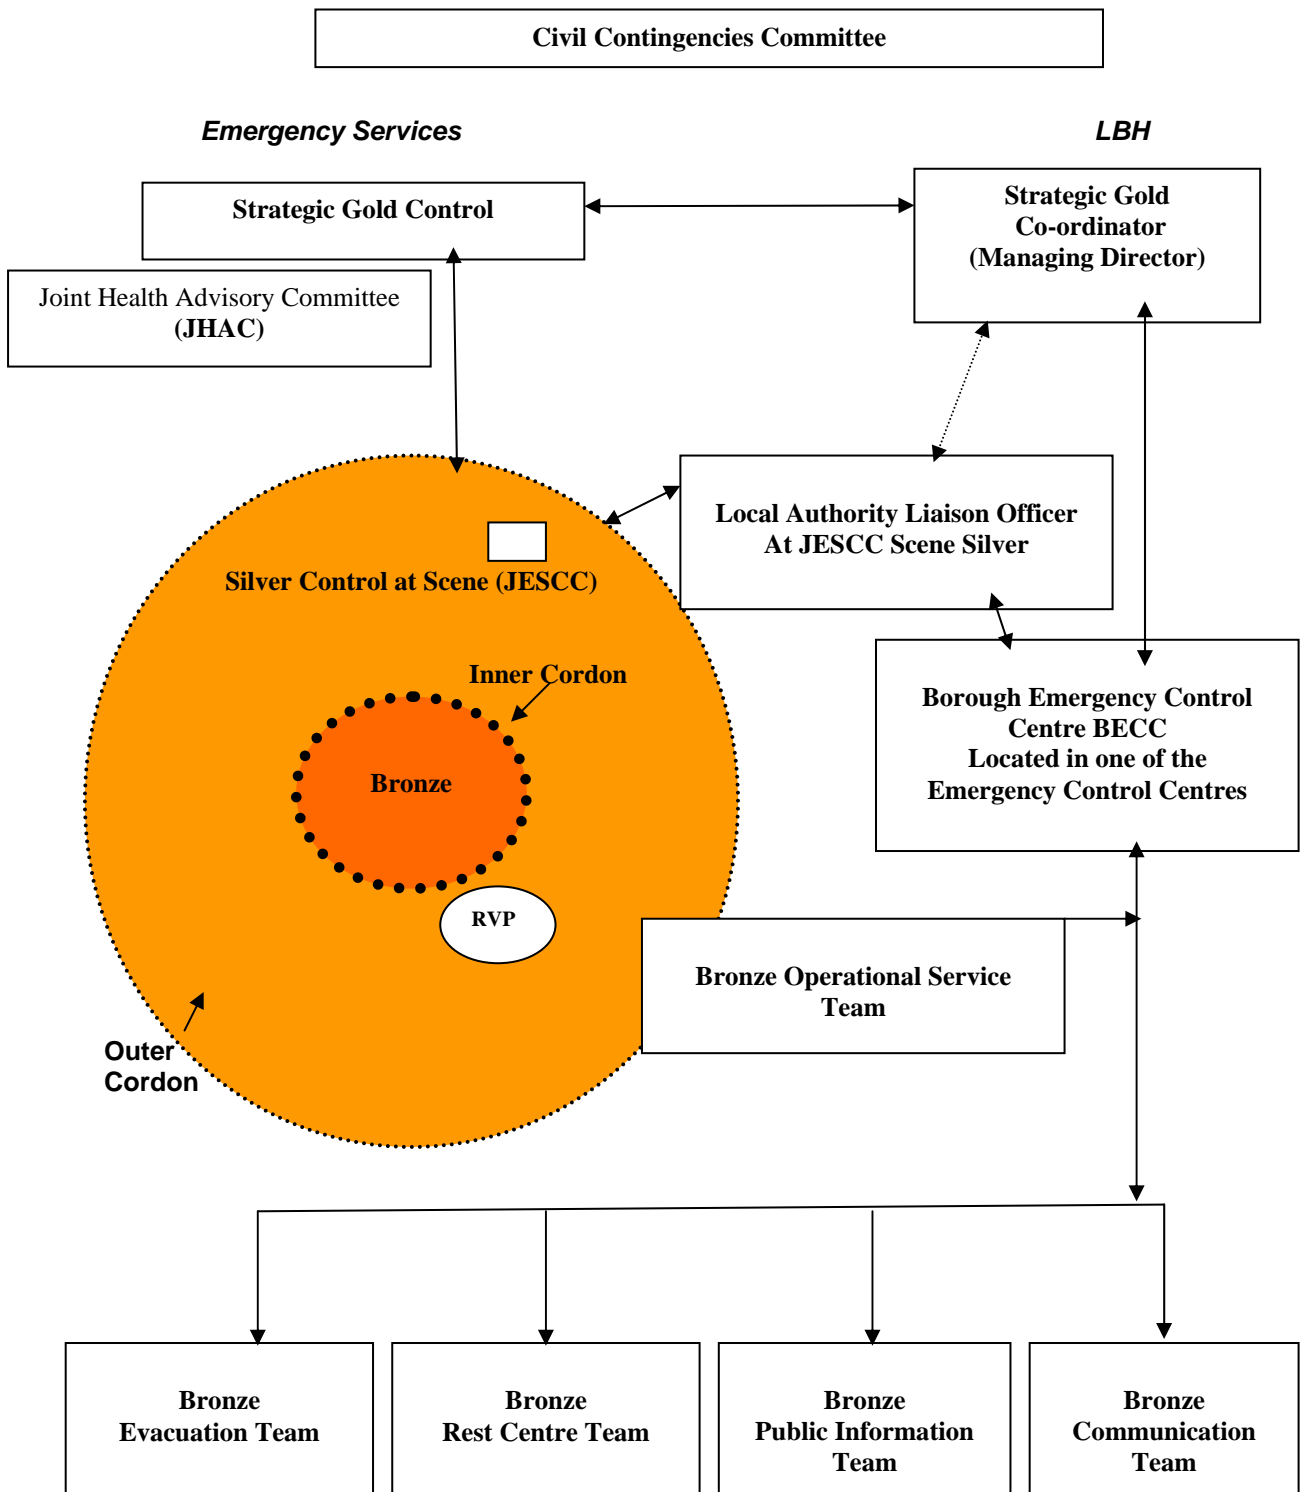 Civil Contingencies Committee
Emergency Services
LBH
Strategic Gold Control
Strategic Gold
Co-ordinator
(Managing Director)
Joint Health Advisory Committee
(JHAC)
Local Authority Liaison Officer
At JESCC Scene Silver
Silver Control at Scene (JESCC)
Inner Cordon
Bronze
Borough Emergency Control
Centre BECC
Located in one of the
Emergency Control Centres
RVP
Bronze Operational Service
Team
Outer
Cordon
Bronze
Evacuation Team
Bronze
Rest Centre Team
Bronze
Public Information
Team
Bronze
Communication
Team